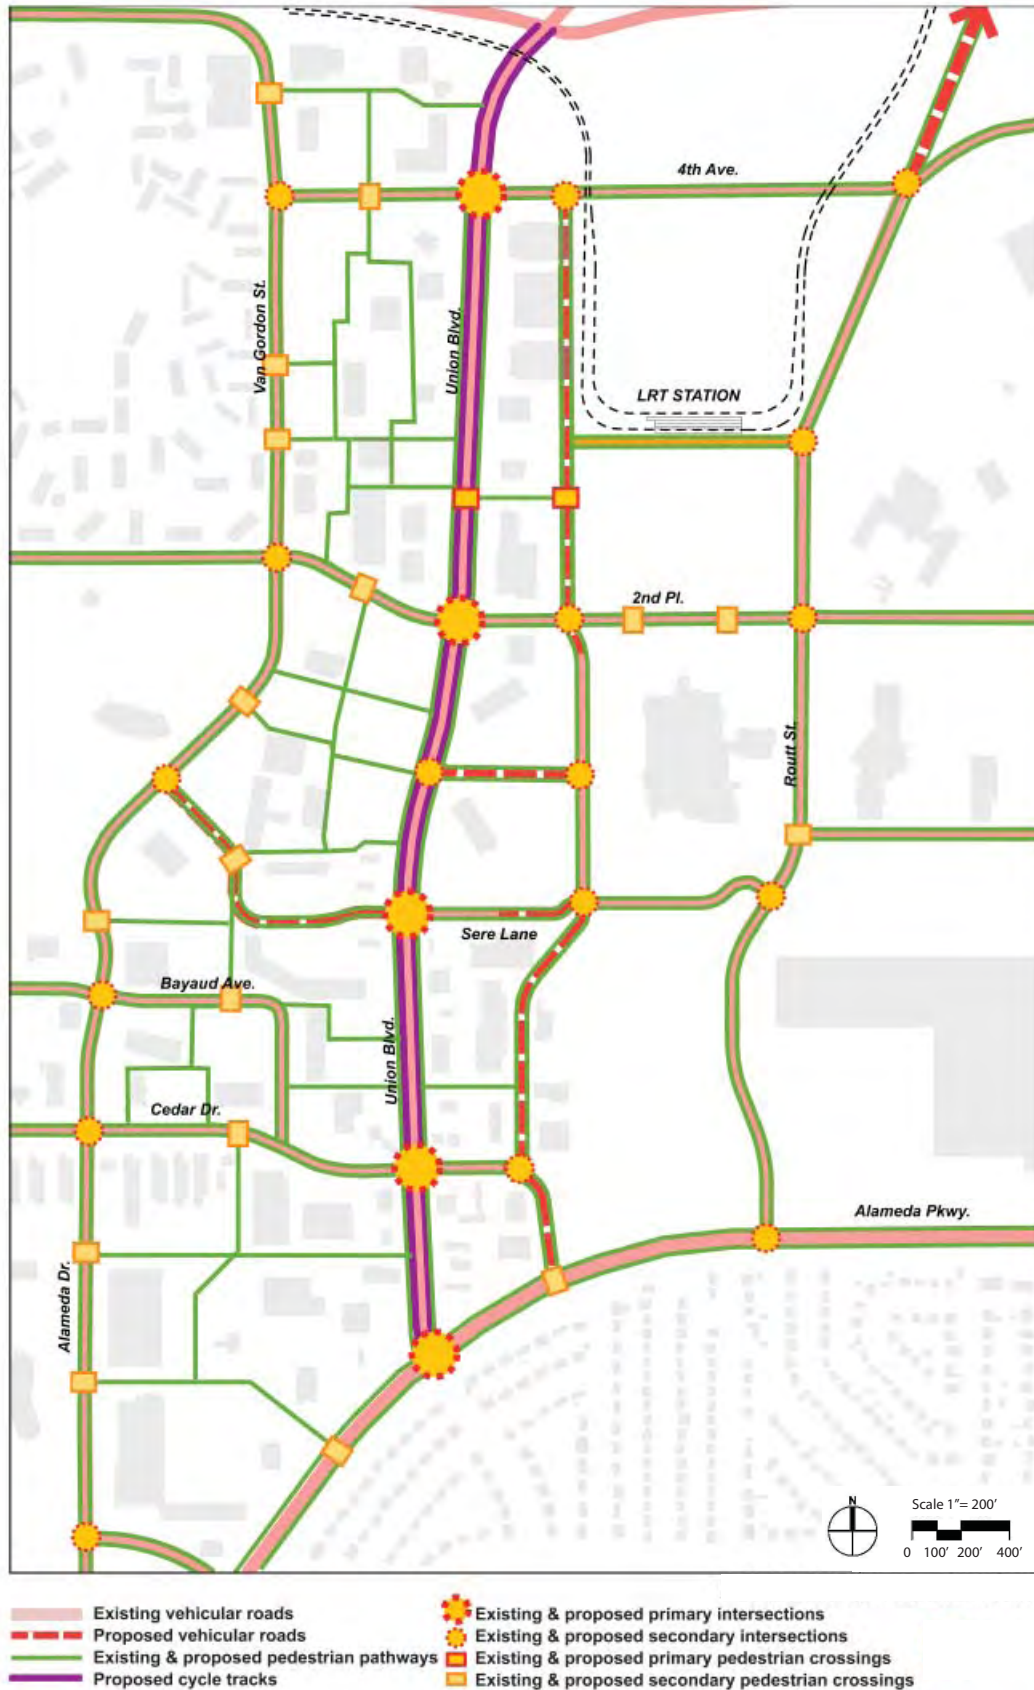 4th Ave.
Van Gordon St.
Union Blvd.
LRT STATION
2nd Pl.
Routt St.
Sere Lane
Bayaud Ave.
Union Blvd.
Cedar Dr.
Alameda Pkwy.
Alameda Dr.
N
Scale 1"= 200'
0 100' 200' 400'
Existing vehicular roads
Proposed vehicular roads
Existing & proposed pedestrian pathways
Proposed cycle tracks
Existing & proposed primary intersections
Existing & proposed secondary intersections
Existing & proposed primary pedestrian crossings
Existing & proposed secondary pedestrian crossings